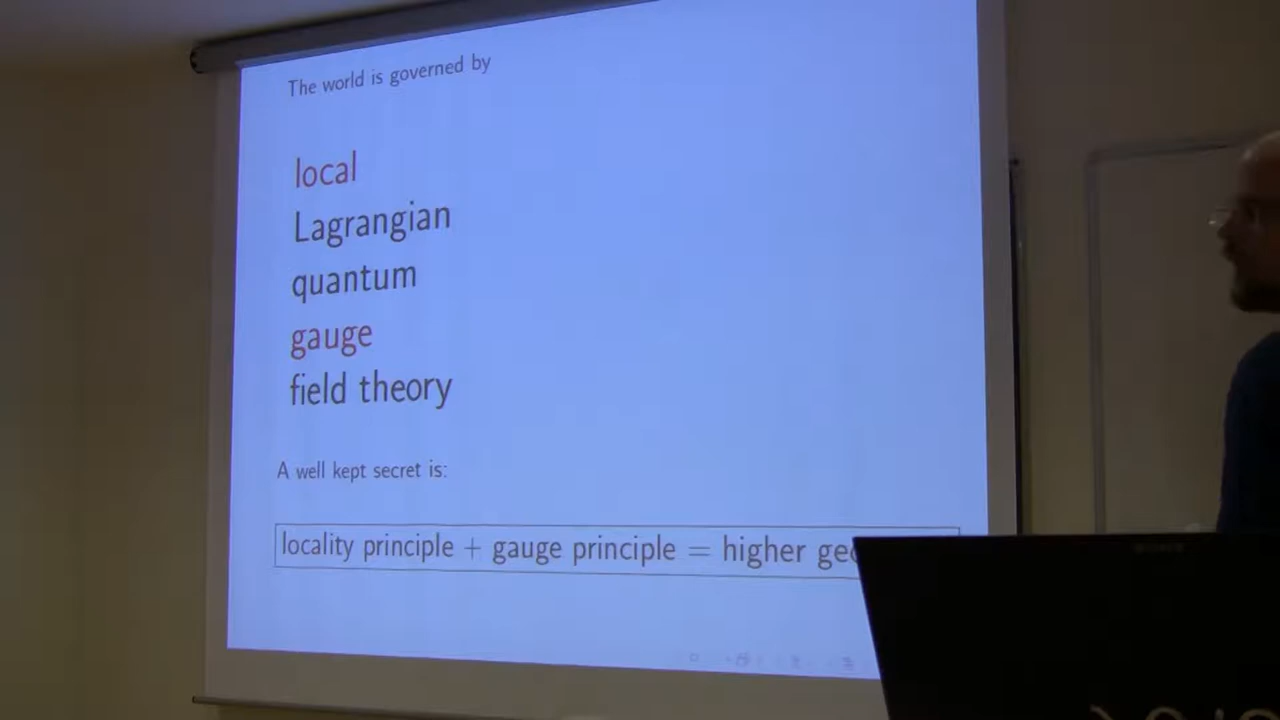 The world is governed by
local
Lagrangian
quantum
gauge
field theory
A well kept secret is:
locality principle + gauge principle = higher